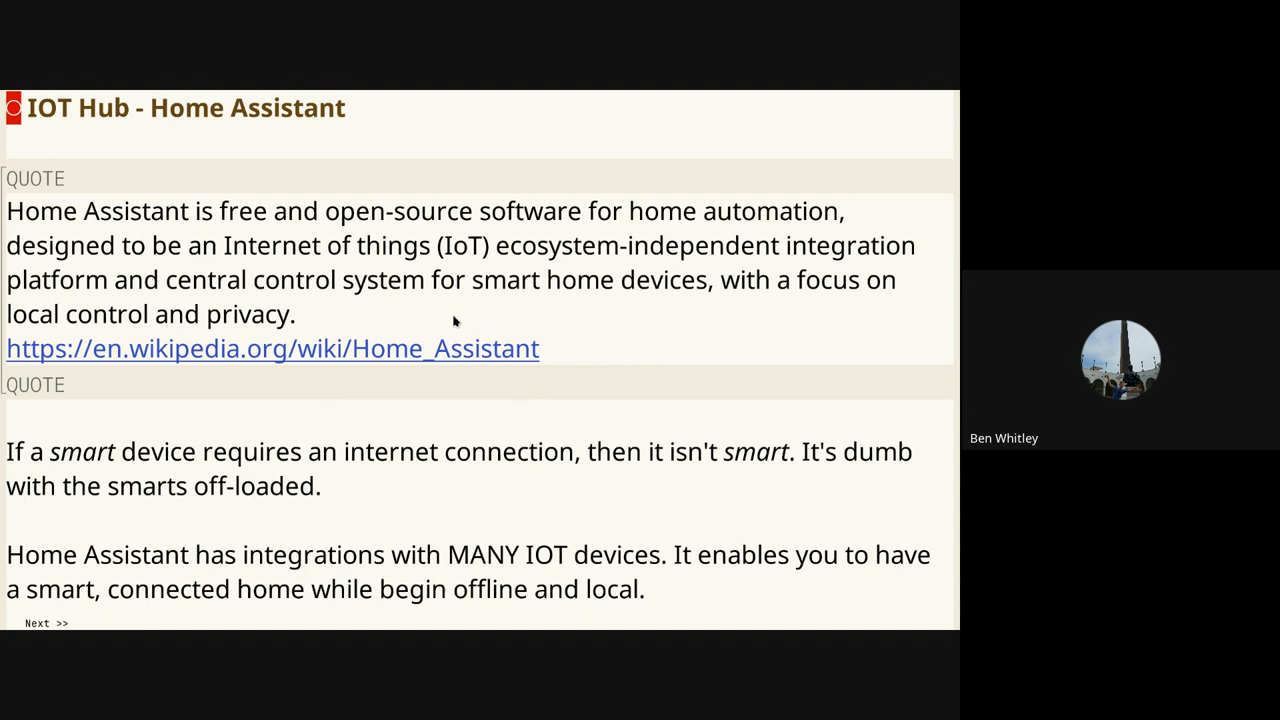 IOT Hub - Home Assistant
QUOTE
Home Assistant is free and open-source software for home automation,
designed to be an Internet of things (IoT) ecosystem-independent integration
platform and central control system for smart home devices, with a focus on
local control and privacy.
https://en.wikipedia.org/wiki/Home_Assistant
QUOTE
If a smart device requires an internet connection, then it isn't smart. It's dumb
with the smarts off-loaded.
Home Assistant has integrations with MANY IOT devices. It enables you to have
a smart, connected home while begin offline and local.
Next >>
Ben Whitley